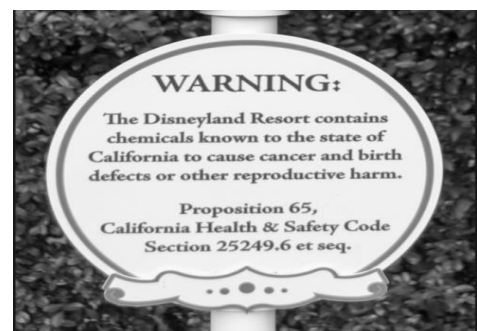 WARNING:
The Disneyland Resort contains
chemicals known to the state of
California to cause cancer and birth
defects or other reproductive harm.
Proposition 65,
California Health & Safety Code
Section 25249.6 et seq.